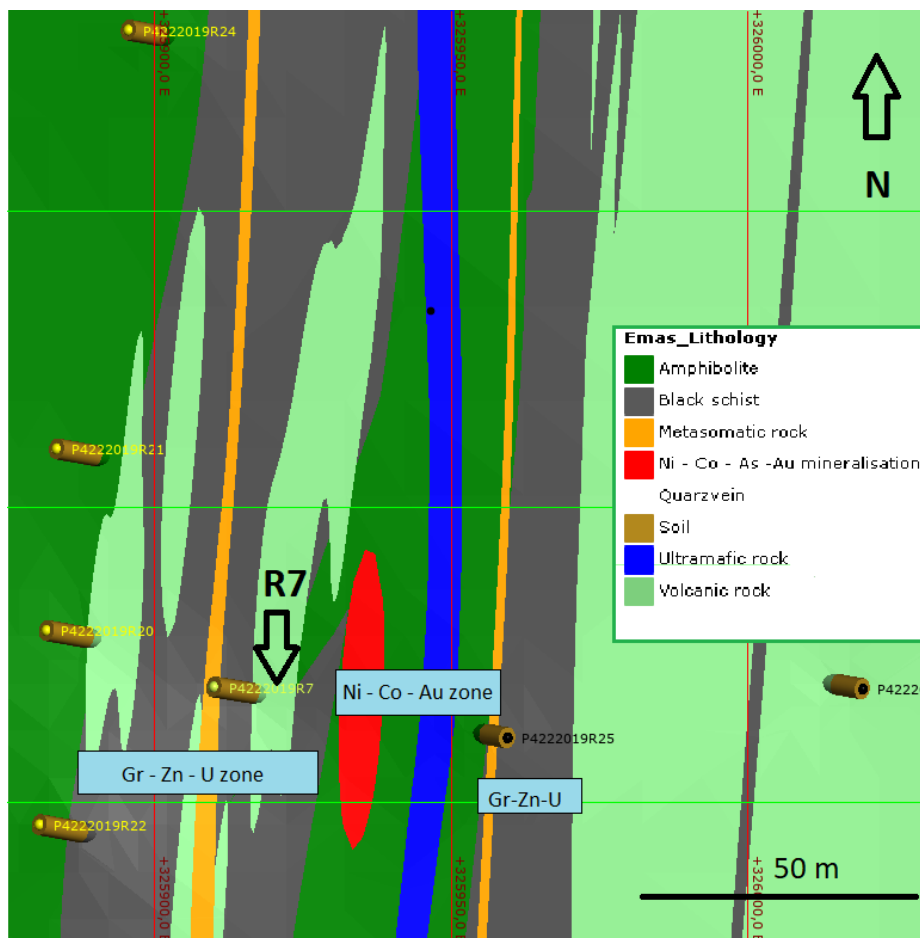 P4222019R24
+325900,0 E
+325950,0 E
+326000,0 E
N
Emas_Lithology
Amphibolite
Black schist
Metasomatic rock
Ni - Co - As -Au mineralisation
Quarzvein
Soil
Ultramafic rock
Volcanic rock
P4222019R21
R7
P4222019R20
P4222019R7
Ni - Co - Au zone
P42220
P4222019R25
Gr - Zn - U zone
Gr-Zn-U
P4222019R22
50 m
+325900,0 E
+325950,0 E
+326000,0 E